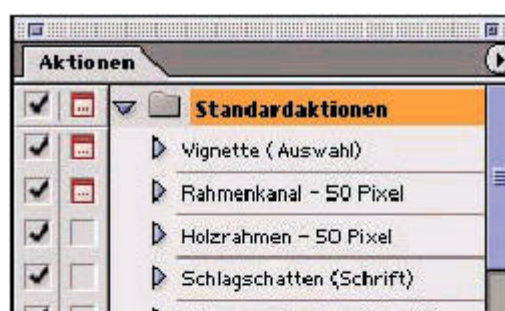 Aktionen
Standardaktionen
Vignette (Auswahl)
Rahmenkanal - 50 Pixel
Holzrahmen - 50 Pixel
Schlagschatten (Schrift)